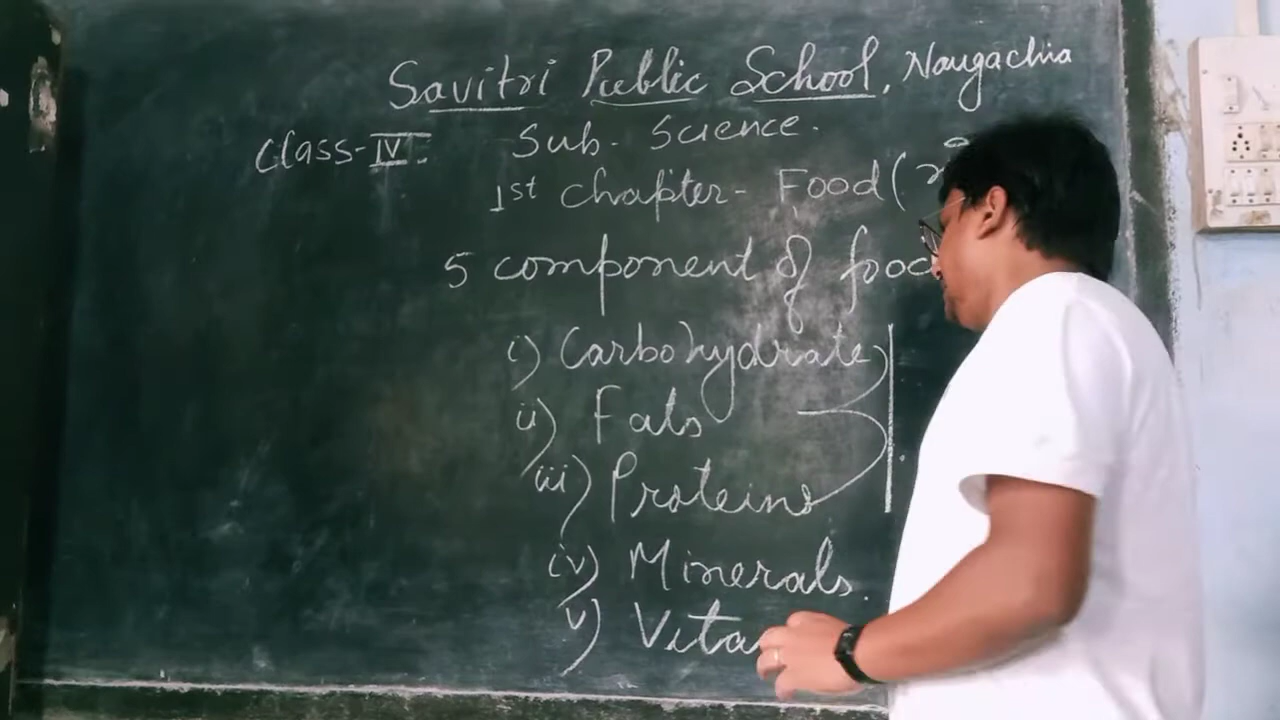 Savitri Public School, Naugachia
Class-IV. Sub. Science.
1st Chapter- Food (
5 component of food
i) Carbohydrate
ii) Fats
iii) Proteins
iv) Minerals.
v) Vita